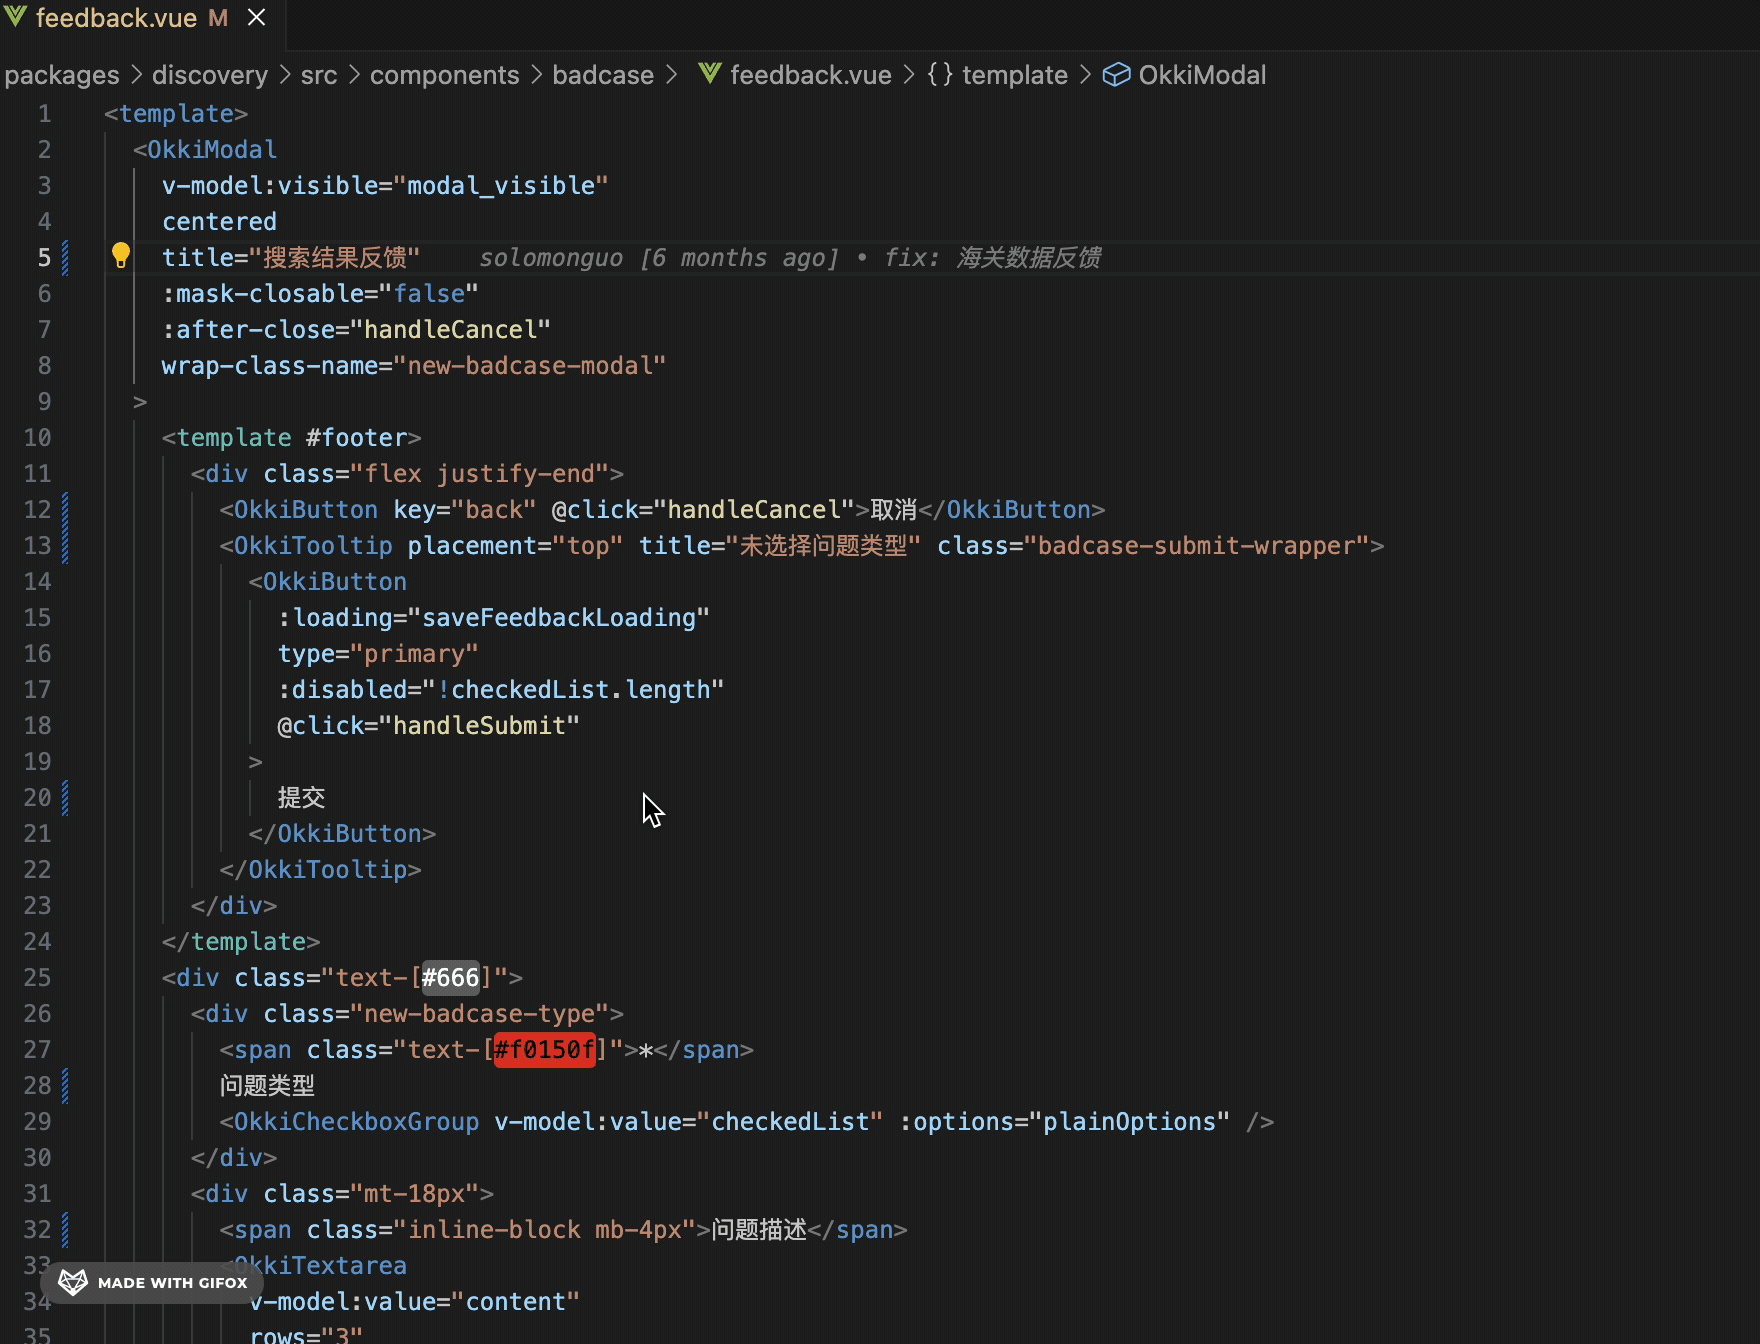 feedback.vue M
packages > discovery > src > components > badcase > feedback.vue > {} template > OkkiModal
1 <template>
2 <OkkiModal
3 v-model:visible="modal_visible"
4 centered
5 title="搜索结果反馈" solomonguo [6 months ago] • fix: 海关数据反馈
6 :mask-closable="false"
7 :after-close="handleCancel"
8 wrap-class-name="new-badcase-modal"
9 >
10 <template #footer>
11 <div class="flex justify-end">
12 <OkkiButton key="back" @click="handleCancel">取消</OkkiButton>
13 <OkkiTooltip placement="top" title="未选择问题类型" class="badcase-submit-wrapper">
14 <OkkiButton
15 :loading="saveFeedbackLoading"
16 type="primary"
17 :disabled="!checkedList.length"
18 @click="handleSubmit"
19 >
20 提交
21 </OkkiButton>
22 </OkkiTooltip>
23 </div>
24 </template>
25 <div class="text-[#666]">
26 <div class="new-badcase-type">
27 <span class="text-[#f0150f]">*</span>
28 问题类型
29 <OkkiCheckboxGroup v-model:value="checkedList" :options="plainOptions" />
30 </div>
31 <div class="mt-18px">
32 <span class="inline-block mb-4px">问题描述</span>
33 <OkkiTextarea
MADE WITH GIFOX
34 v-model:value="content"
35 rows="3"